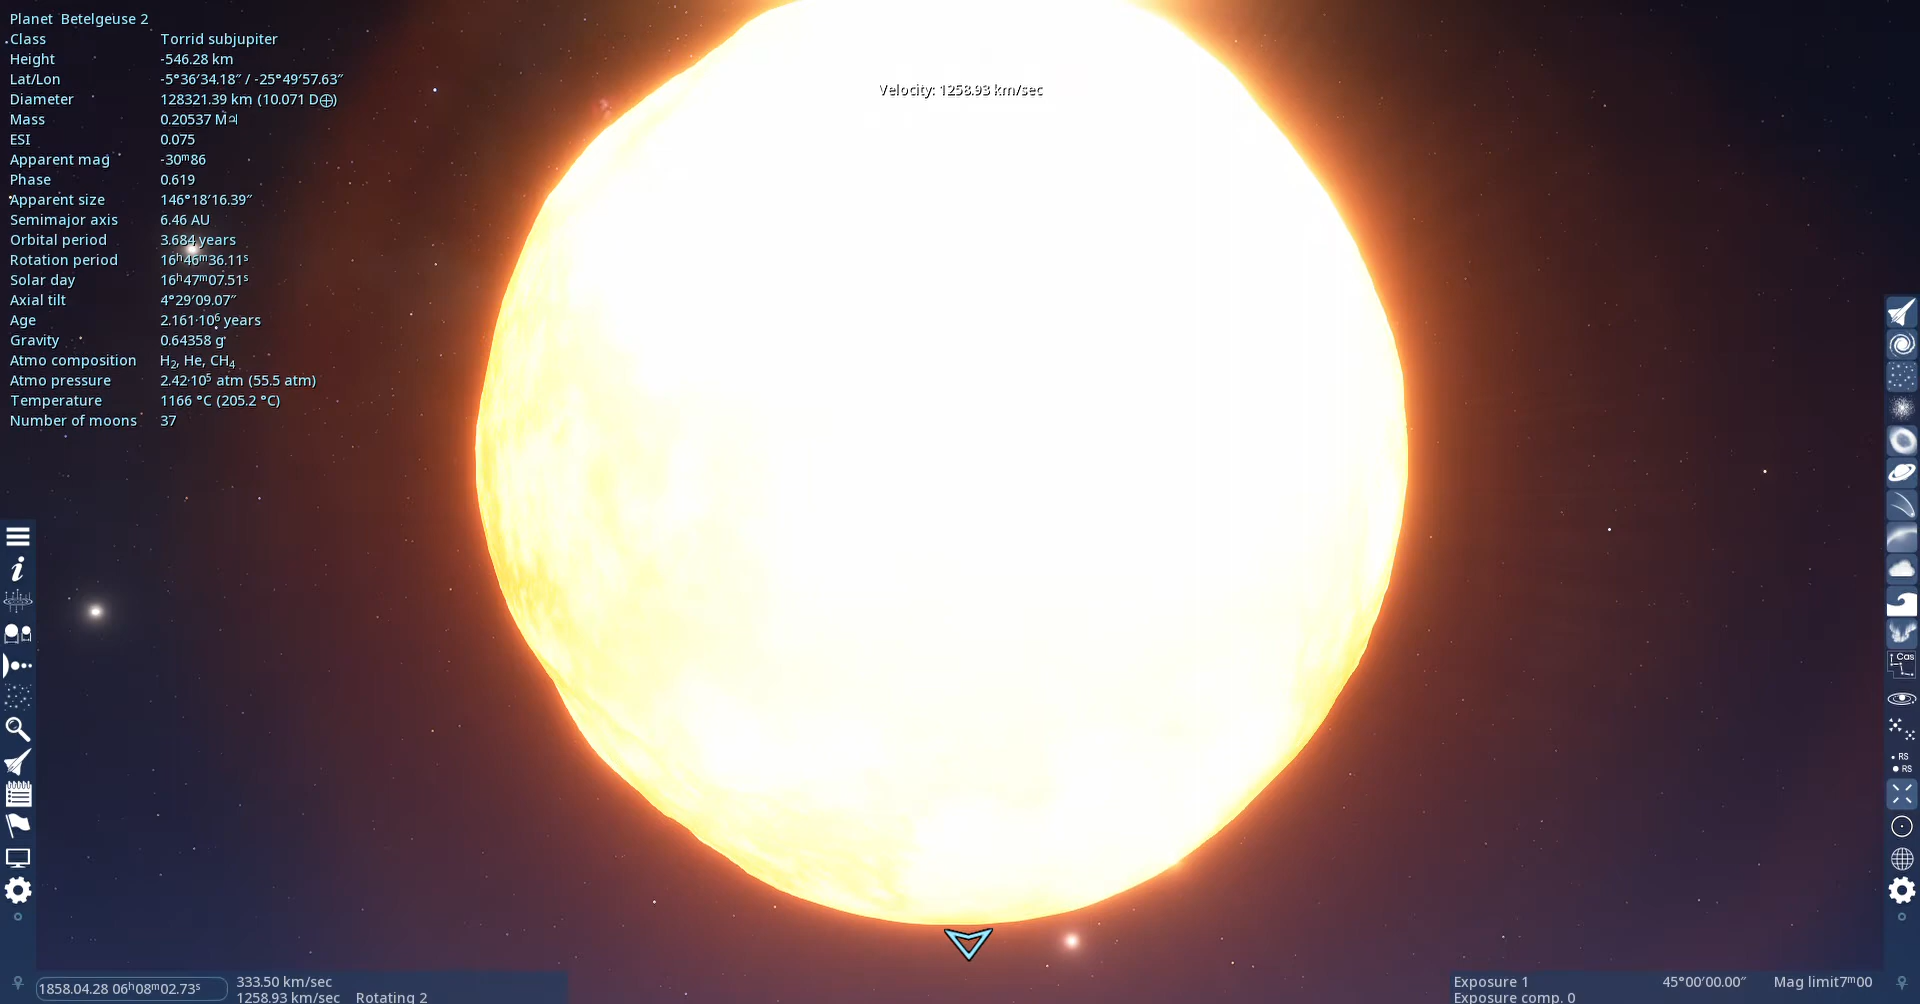 Planet Betelgeuse 2
Class Torrid subjupiter
Height -546.28 km
Lat/Lon -5°36′34.18″ / -25°49′57.63″
Diameter 128321.39 km (10.071 D⊕)
Mass 0.20537 M♃
ESI 0.075
Apparent mag -30ᵐ86
Phase 0.619
Apparent size 146°18′16.39″
Semimajor axis 6.46 AU
Orbital period 3.684 years
Rotation period 16ʰ46ᵐ36.11ˢ
Solar day 16ʰ47ᵐ07.51ˢ
Axial tilt 4°29′09.07″
Age 2.161·10⁶ years
Gravity 0.64358 g
Atmo composition H₂, He, CH₄
Atmo pressure 2.42·10⁵ atm (55.5 atm)
Temperature 1166 °C (205.2 °C)
Number of moons 37
Velocity: 1258.93 km/sec
Cas
RS
RS
1858.04.28 06ʰ08ᵐ02.73ˢ
333.50 km/sec
1258.93 km/sec Rotating 2
Exposure 1 45°00′00.00″ Mag limit7ᵐ00
Exposure comp. 0